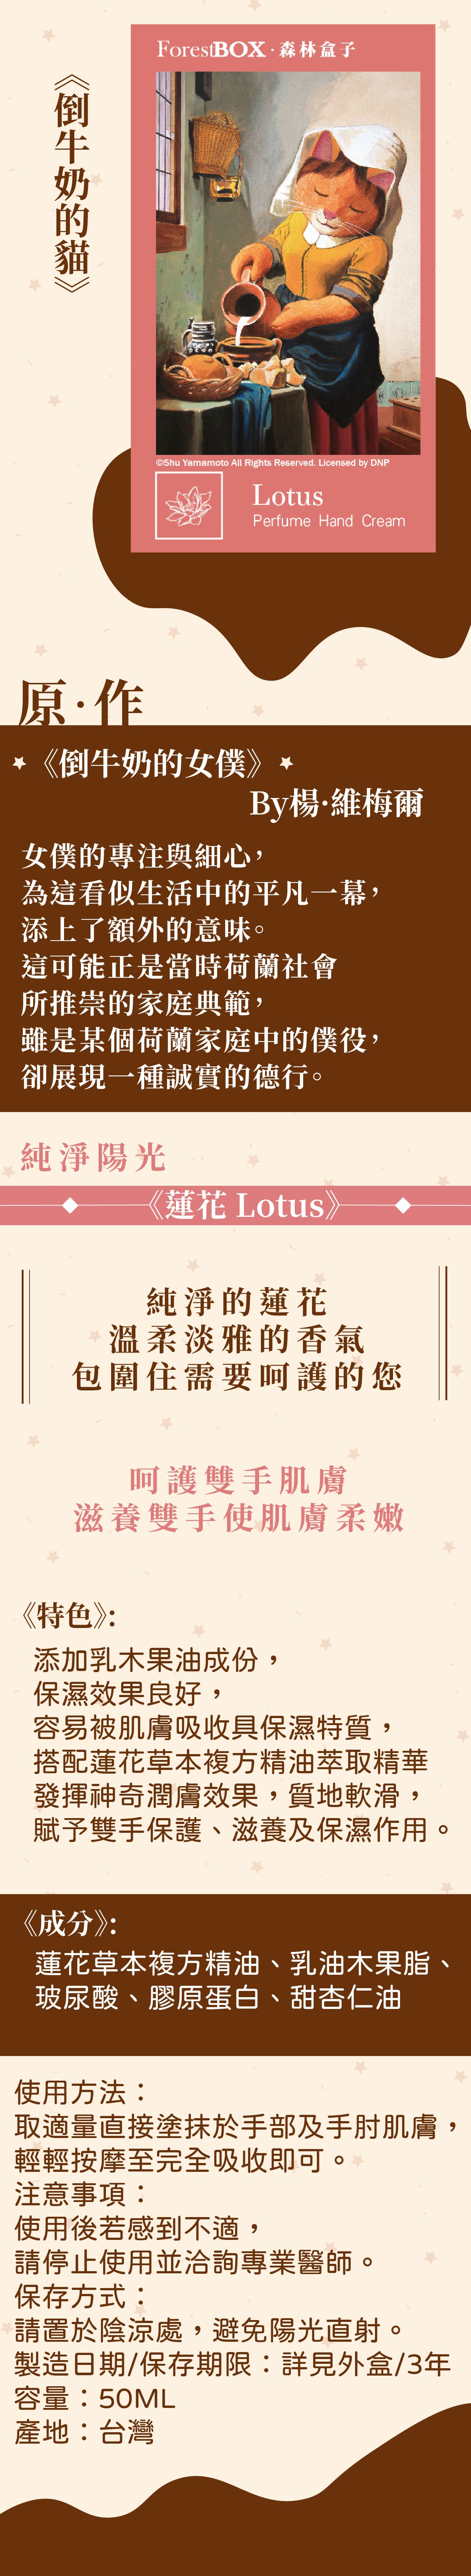 ForestBOX · 森林盒子
《倒牛奶的貓》
©Shu Yamamoto All Rights Reserved. Licensed by DNP
Lotus
Perfume Hand Cream
原·作
《倒牛奶的女僕》
By楊·維梅爾
女僕的專注與細心，
為這看似生活中的平凡一幕，
添上了額外的意味。
這可能正是當時荷蘭社會
所推崇的家庭典範，
雖是某個荷蘭家庭中的僕役，
卻展現一種誠實的德行。
純淨陽光
《蓮花 Lotus》
純淨的蓮花
溫柔淡雅的香氣
包圍住需要呵護的您
呵護雙手肌膚
滋養雙手使肌膚柔嫩
《特色》:
添加乳木果油成份，
保濕效果良好，
容易被肌膚吸收具保濕特質，
搭配蓮花草本複方精油萃取精華
發揮神奇潤膚效果，質地軟滑，
賦予雙手保護、滋養及保濕作用。
《成分》:
蓮花草本複方精油、乳油木果脂、
玻尿酸、膠原蛋白、甜杏仁油
使用方法：
取適量直接塗抹於手部及手肘肌膚，
輕輕按摩至完全吸收即可。
注意事項：
使用後若感到不適，
請停止使用並洽詢專業醫師。
保存方式：
請置於陰涼處，避免陽光直射。
製造日期/保存期限：詳見外盒/3年
容量：50ML
產地：台灣